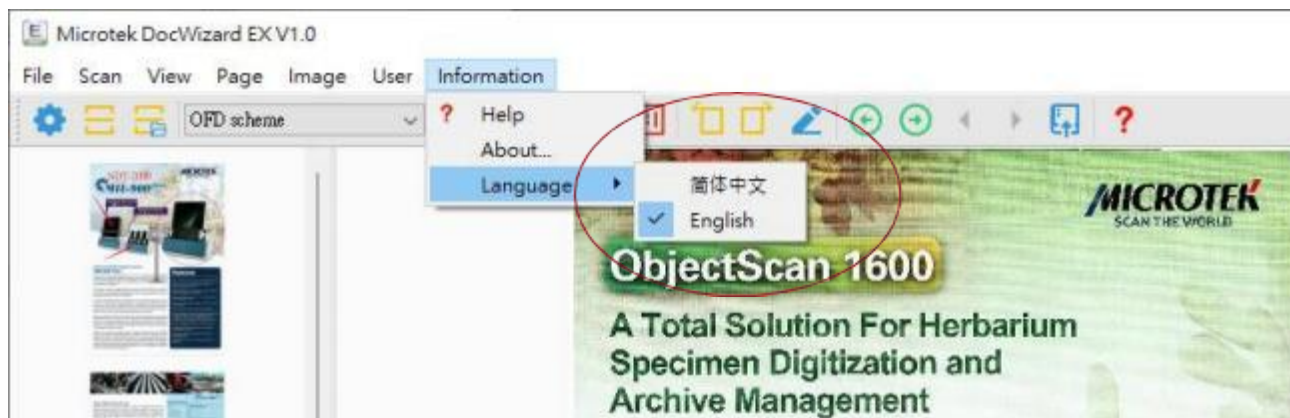 Microtek DocWizard EX V1.0
File Scan View Page Image User Information
OFD scheme
? Help
About...
Language
简体中文
English
?
MICROTEK
SCAN THE WORLD
ObjectScan 1600
A Total Solution For Herbarium
Specimen Digitization and
Archive Management